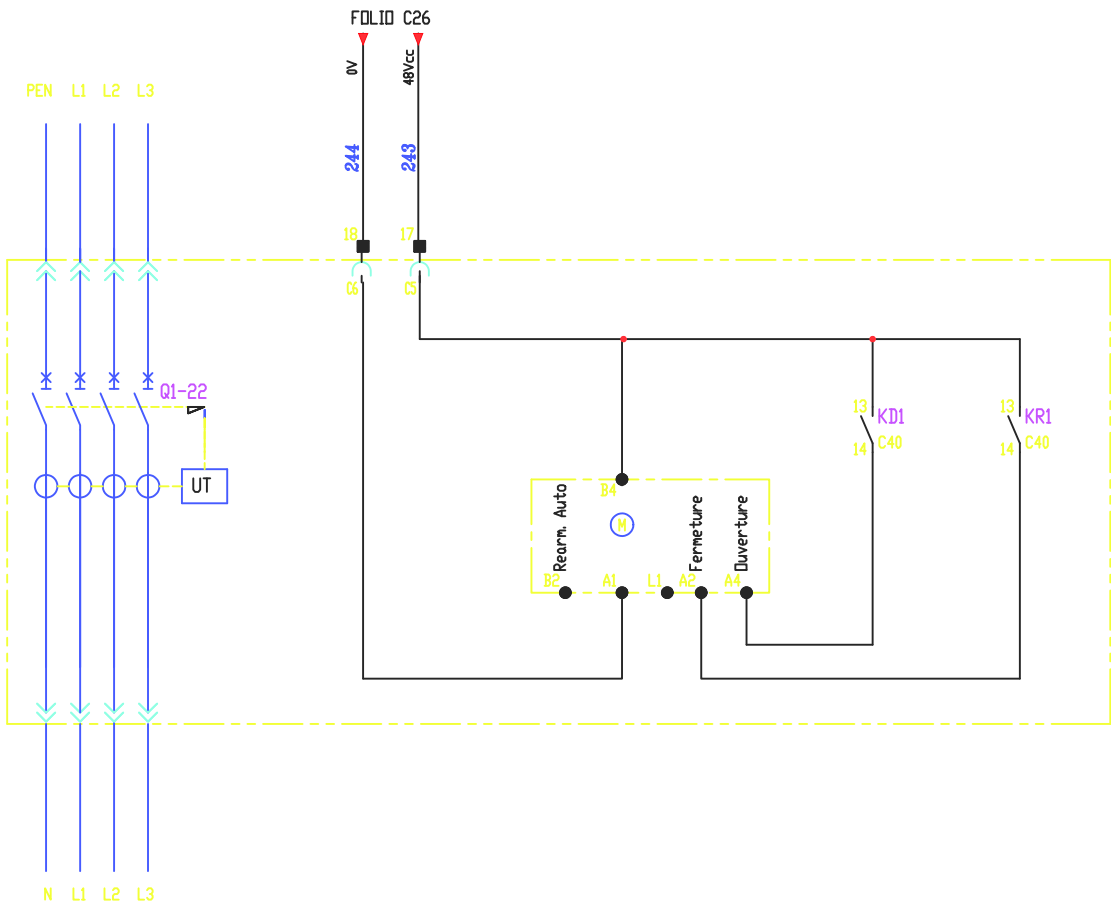 FOLIO C26
0V
48Vcc
PEN L1 L2 L3
244
243
18
17
C6
C5
Q1-22
13
KD1
C40
14
13
KR1
C40
14
UT
B4
M
Rearm. Auto
Fermeture
Ouverture
B2
A1
L1
A2
A4
N L1 L2 L3